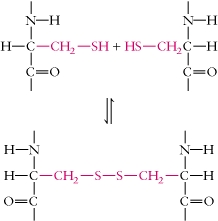 N—H H—N
H—C—CH₂—SH + HS—CH₂—C—H
C=O C=O
⇌
H—N N—H
H—C—CH₂—S—S—CH₂—C—H
O=C C=O